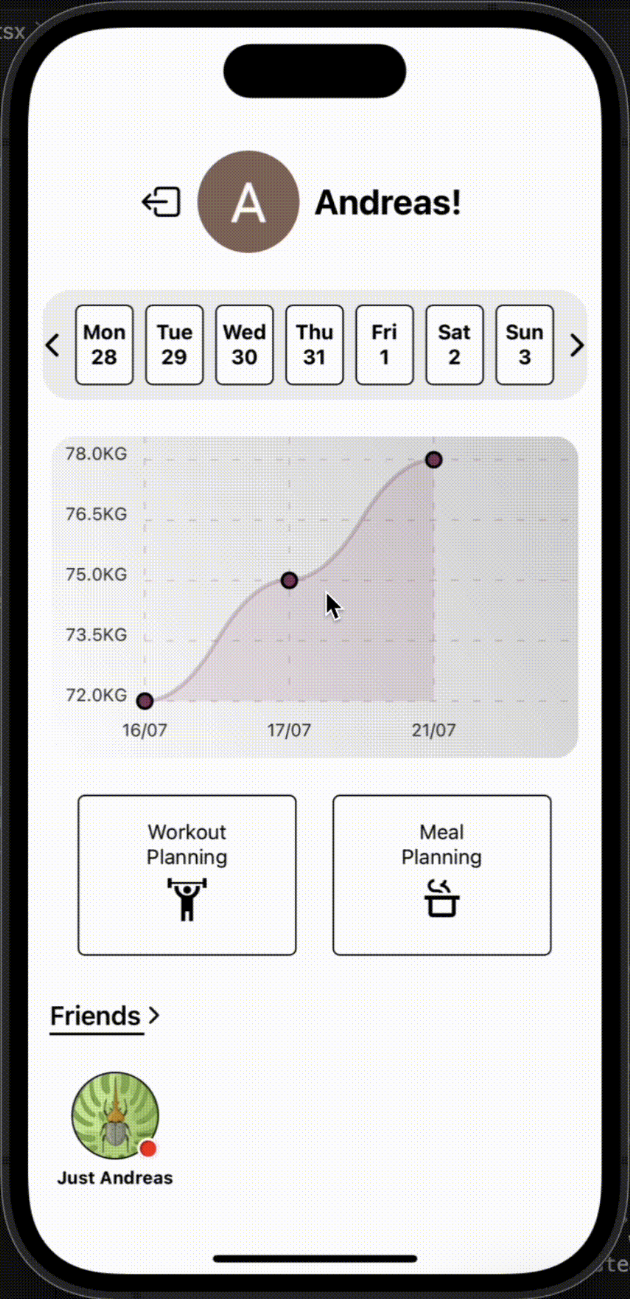 tsx
A
Andreas!
Mon Tue Wed Thu Fri Sat Sun
28 29 30 31 1 2 3
78.0KG
76.5KG
75.0KG
73.5KG
72.0KG
16/07 17/07 21/07
Workout
Planning
Meal
Planning
Friends
Just Andreas